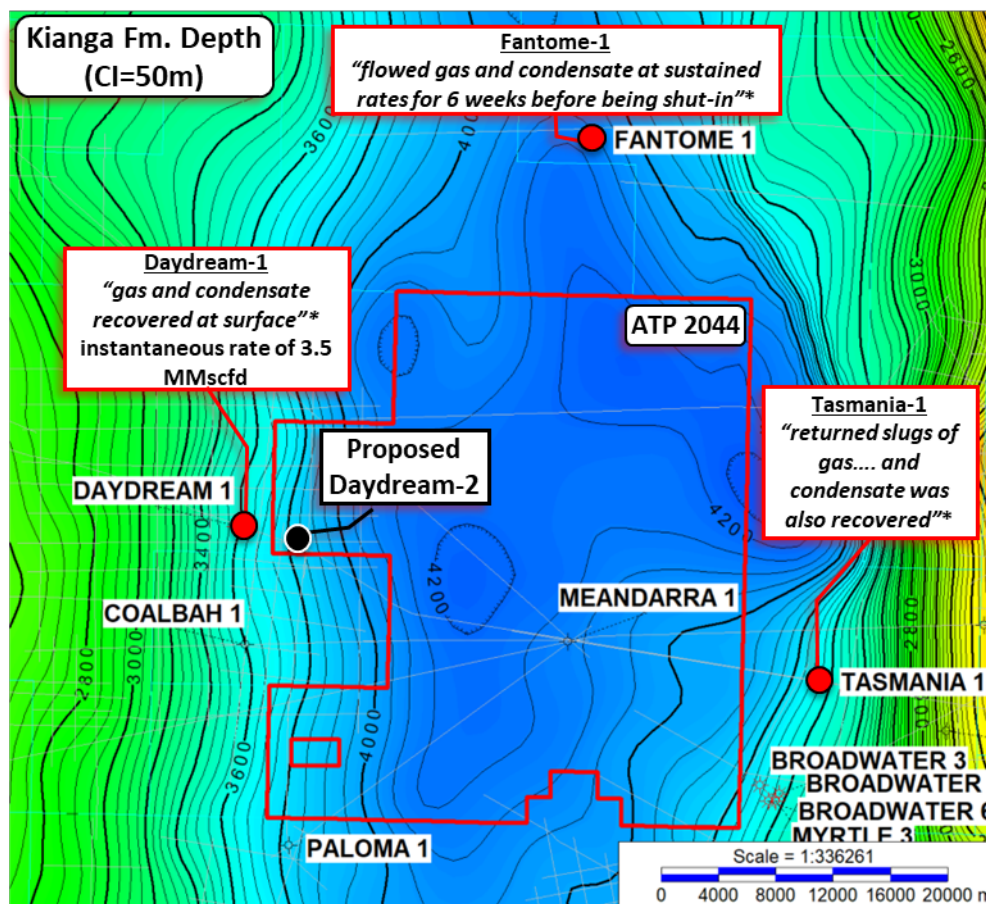 Kianga Fm. Depth
(CI=50m)
Fantome-1
“flowed gas and condensate at sustained
rates for 6 weeks before being shut-in”*
2600
3600
FANTOME 1
3000
Daydream-1
“gas and condensate
recovered at surface”*
instantaneous rate of 3.5
MMscfd
ATP 2044
Tasmania-1
“returned slugs of
gas.... and
condensate was
also recovered”*
Proposed
Daydream-2
DAYDREAM 1
3400
4200
4200
COALBAH 1
MEANDARRA 1
2800
2800
3000
TASMANIA 1
3600
4000
BROADWATER 3
BROADWATER
BROADWATER 6
MYRTLE 3
PALOMA 1
Scale = 1:336261
0 4000 8000 12000 16000 20000 m